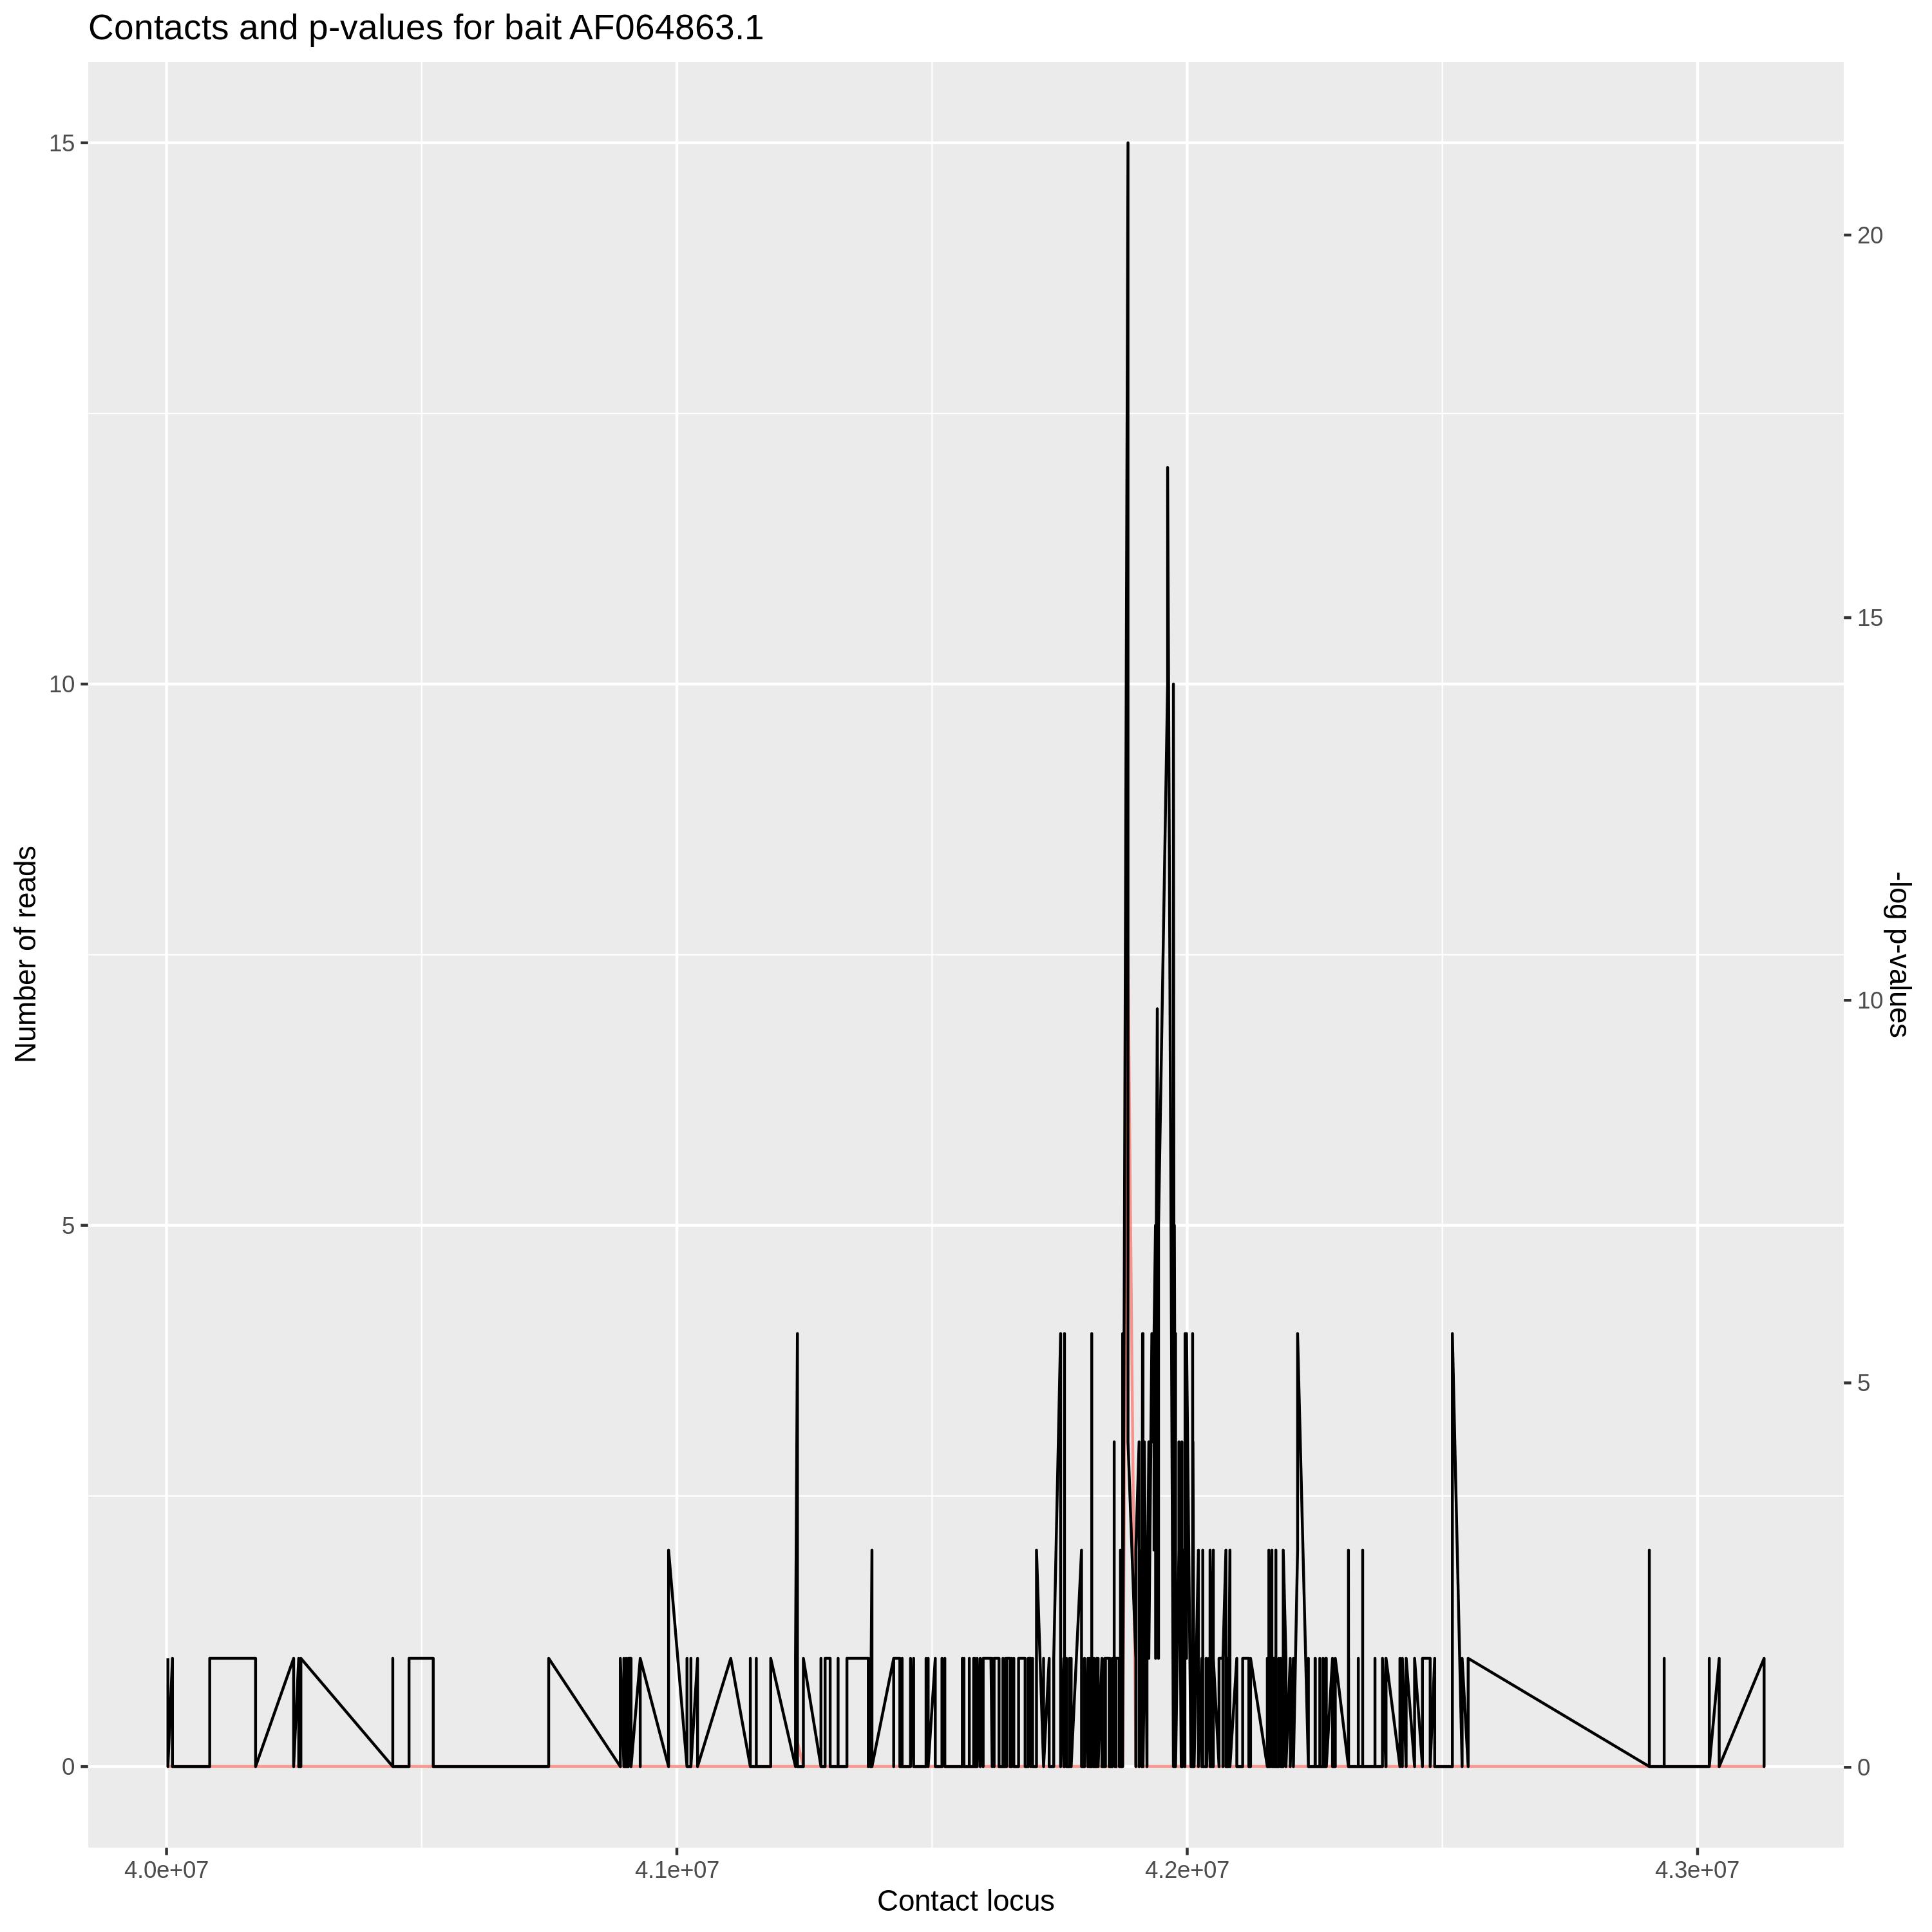 Contacts and p-values for bait AF064863.1
15
10
5
0
20
15
10
5
0
Number of reads
-log p-values
4.0e+07 4.1e+07 4.2e+07 4.3e+07
Contact locus